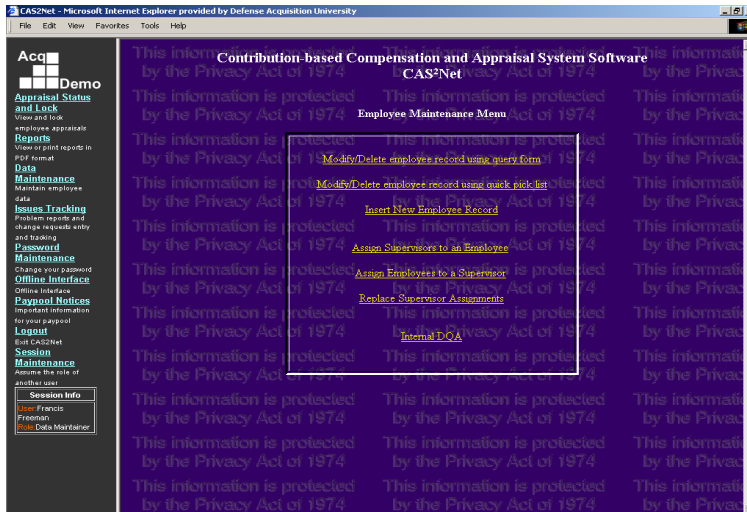 CAS2Net - Microsoft Internet Explorer provided by Defense Acquisition University
File Edit View Favorites Tools Help
Acq
Demo
Appraisal Status
and Lock
View and lock
employee appraisals
Reports
View or print reports in
PDF format
Data
Maintenance
Maintain employee
data
Issues Tracking
Problem reports and
change requests entry
and tracking
Password
Maintenance
Change your password
Offline Interface
Offline Interface
Paypool Notices
Important information
for your paypool
Logout
Exit CAS2Net
Session
Maintenance
Assume the role of
another user
Session Info
User:Francis
Freeman
Role:Data Maintainer
Contribution-based Compensation and Appraisal System Software
CAS²Net
Employee Maintenance Menu
Modify/Delete employee record using query form
Modify/Delete employee record using quick pick list
Insert New Employee Record
Assign Supervisors to an Employee
Assign Employees to a Supervisor
Replace Supervisor Assignments
Internal DQA
This information is protected
by the Privacy Act of 1974